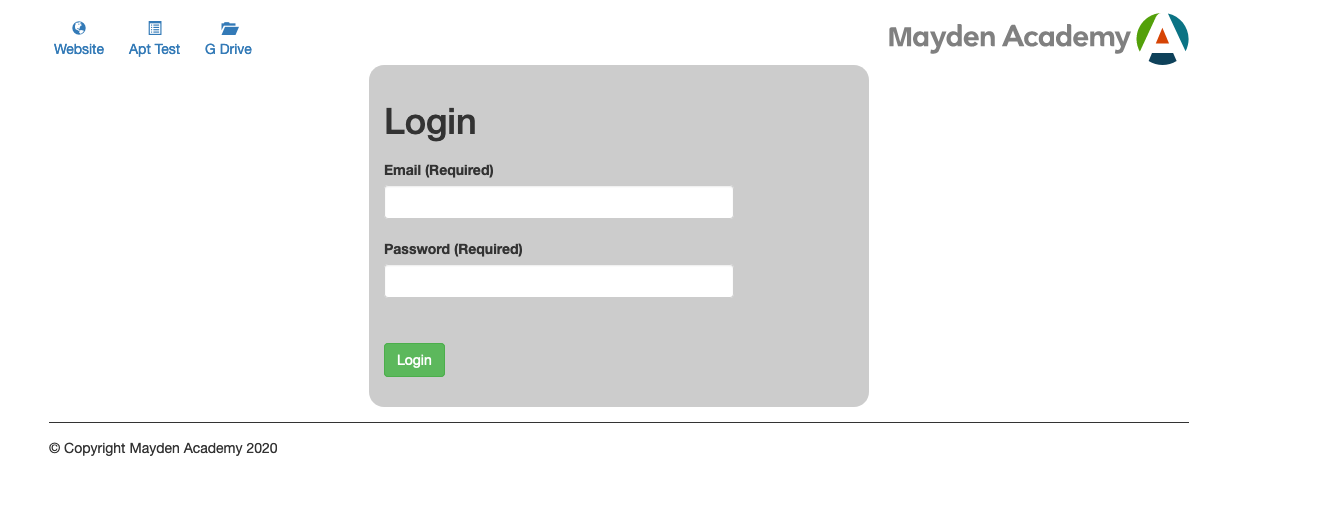 Website Apt Test G Drive
Mayden Academy
Login
Email (Required)
Password (Required)
Login
© Copyright Mayden Academy 2020